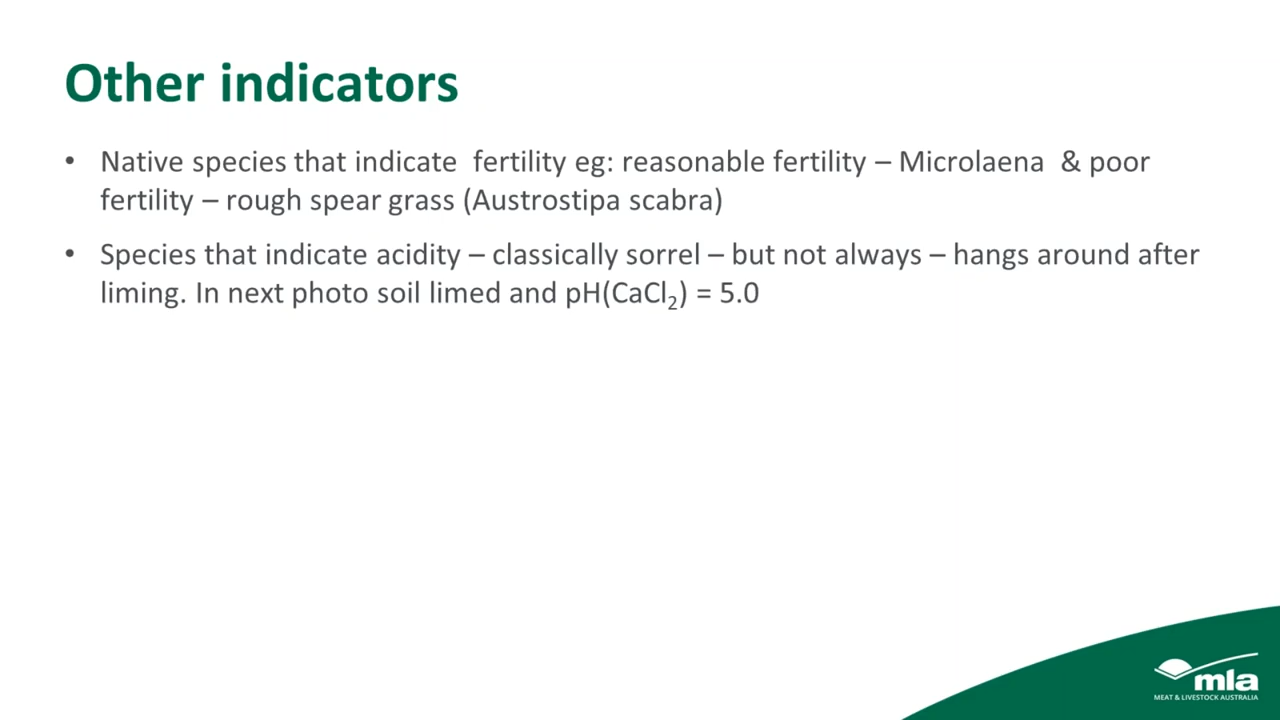 Other indicators
• Native species that indicate  fertility eg: reasonable fertility – Microlaena  & poor
fertility – rough spear grass (Austrostipa scabra)
• Species that indicate acidity – classically sorrel – but not always – hangs around after
liming. In next photo soil limed and pH(CaCl₂) = 5.0
mla
MEAT & LIVESTOCK AUSTRALIA